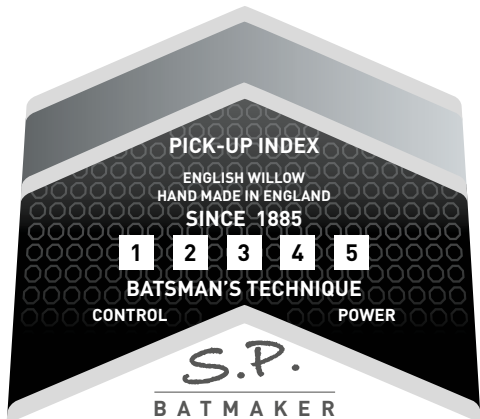 PICK-UP INDEX
ENGLISH WILLOW
HAND MADE IN ENGLAND
SINCE 1885
1 2 3 4 5
BATSMAN'S TECHNIQUE
CONTROL POWER
S.P.
BATMAKER